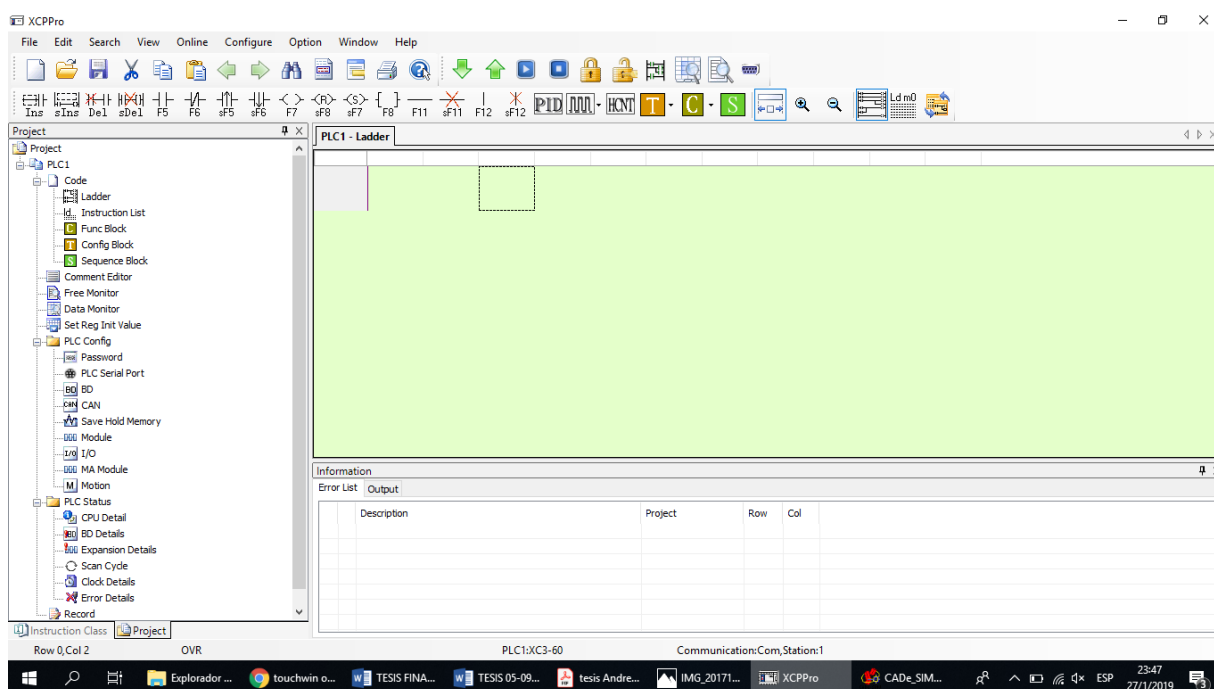 XCPPro
File Edit Search View Online Configure Option Window Help
Ins sIns Del sDel F5 F6 sF5 sF6 F7 sF8 sF7 F8 F11 sF11 F12 sF12 PID HCNT T C S Ld m0
Project
PLC1 - Ladder
Project
PLC1
Code
Ladder
Instruction List
Func Block
Config Block
Sequence Block
Comment Editor
Free Monitor
Data Monitor
Set Reg Init Value
PLC Config
Password
PLC Serial Port
BD BD
CAN CAN
Save Hold Memory
Module
I/O I/O
MA Module
M Motion
PLC Status
CPU Detail
BD Details
Expansion Details
Scan Cycle
Clock Details
Error Details
Record
Instruction Class Project
Information
Error List Output
Description Project Row Col
Row 0,Col 2 OVR PLC1:XC3-60 Communication:Com,Station:1
Explorador ... touchwin o... TESIS FINA... TESIS 05-09... tesis Andre... IMG_20171... XCPPro CADe_SIM... ESP 23:47
27/1/2019